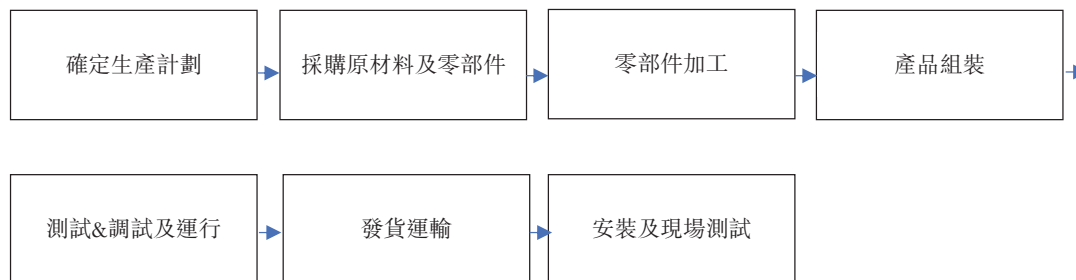 確定生產計劃
採購原材料及零部件
零部件加工
產品組裝
測試&調試及運行
發貨運輸
安裝及現場測試